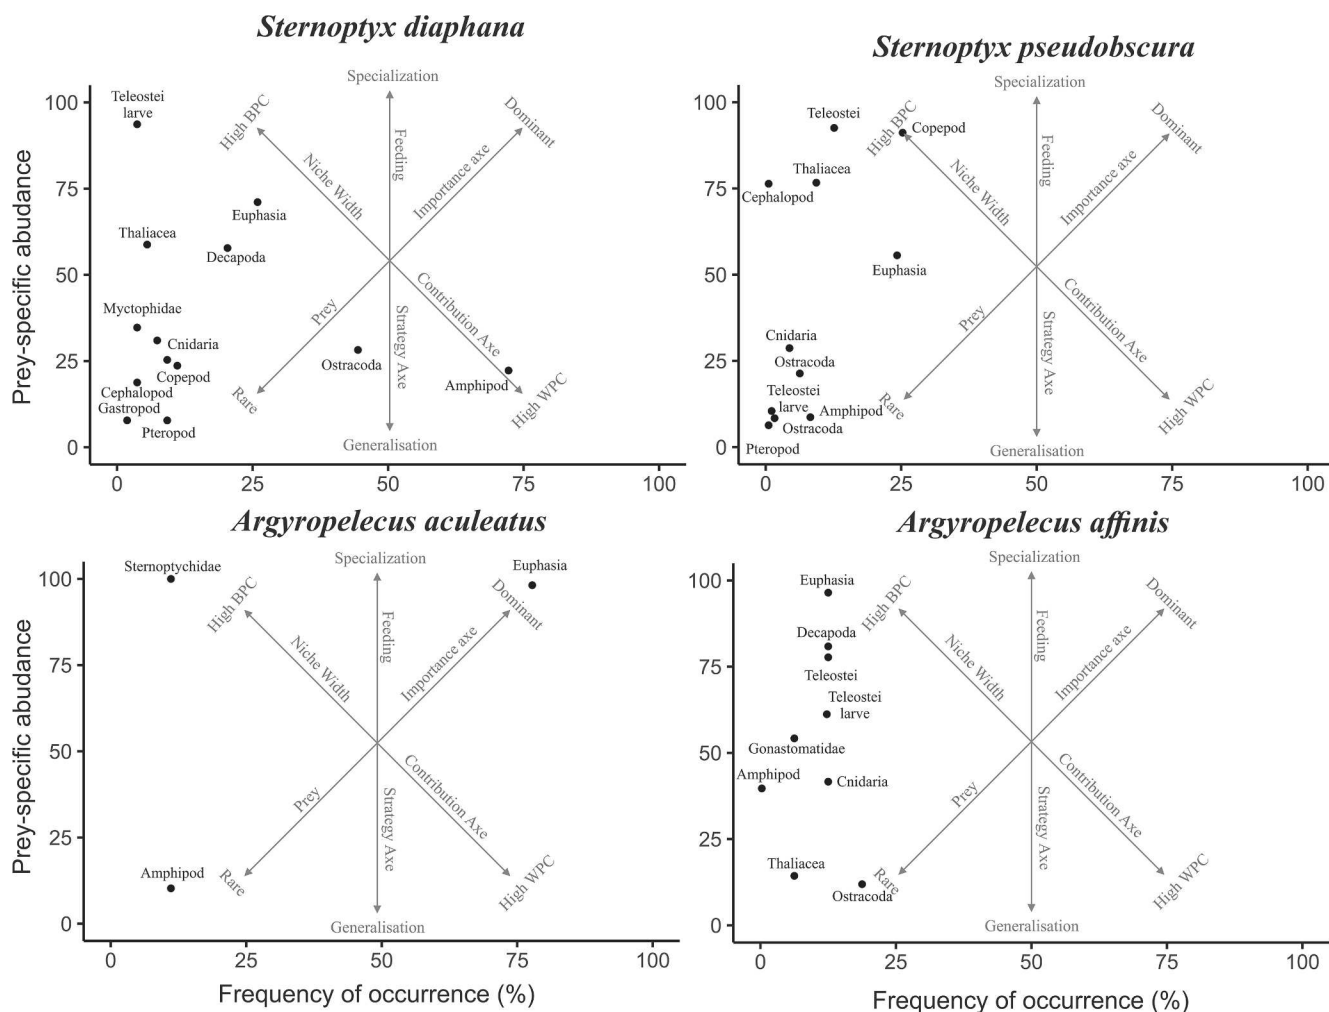 Sternoptyx diaphana
Prey-specific abudance
100
75
50
25
0
0
25
50
75
100
Specialization
Generalisation
High BPC
Dominant
Rare
High WPC
Niche Width
Feeding
Importance axe
Prey
Strategy Axe
Contribution Axe
Teleostei
larve
Euphasia
Thaliacea
Decapoda
Myctophidae
Cnidaria
Copepod
Cephalopod
Gastropod
Pteropod
Ostracoda
Amphipod
Sternoptyx pseudobscura
100
75
50
25
0
0
25
50
75
100
Specialization
Generalisation
High BPC
Dominant
Rare
High WPC
Niche Width
Feeding
Importance axe
Prey
Strategy Axe
Contribution Axe
Teleostei
Copepod
Thaliacea
Cephalopod
Euphasia
Cnidaria
Ostracoda
Teleostei
larve
Amphipod
Ostracoda
Pteropod
Argyropelecus aculeatus
Prey-specific abudance
100
75
50
25
0
0
25
50
75
100
Frequency of occurrence (%)
Specialization
Generalisation
High BPC
Dominant
Rare
High WPC
Niche Width
Feeding
Importance axe
Prey
Strategy Axe
Contribution Axe
Sternoptychidae
Euphasia
Amphipod
Argyropelecus affinis
100
75
50
25
0
0
25
50
75
100
Frequency of occurrence (%)
Specialization
Generalisation
High BPC
Dominant
Rare
High WPC
Niche Width
Feeding
Importance axe
Prey
Strategy Axe
Contribution Axe
Euphasia
Decapoda
Teleostei
Teleostei
larve
Gonastomatidae
Amphipod
Cnidaria
Thaliacea
Ostracoda